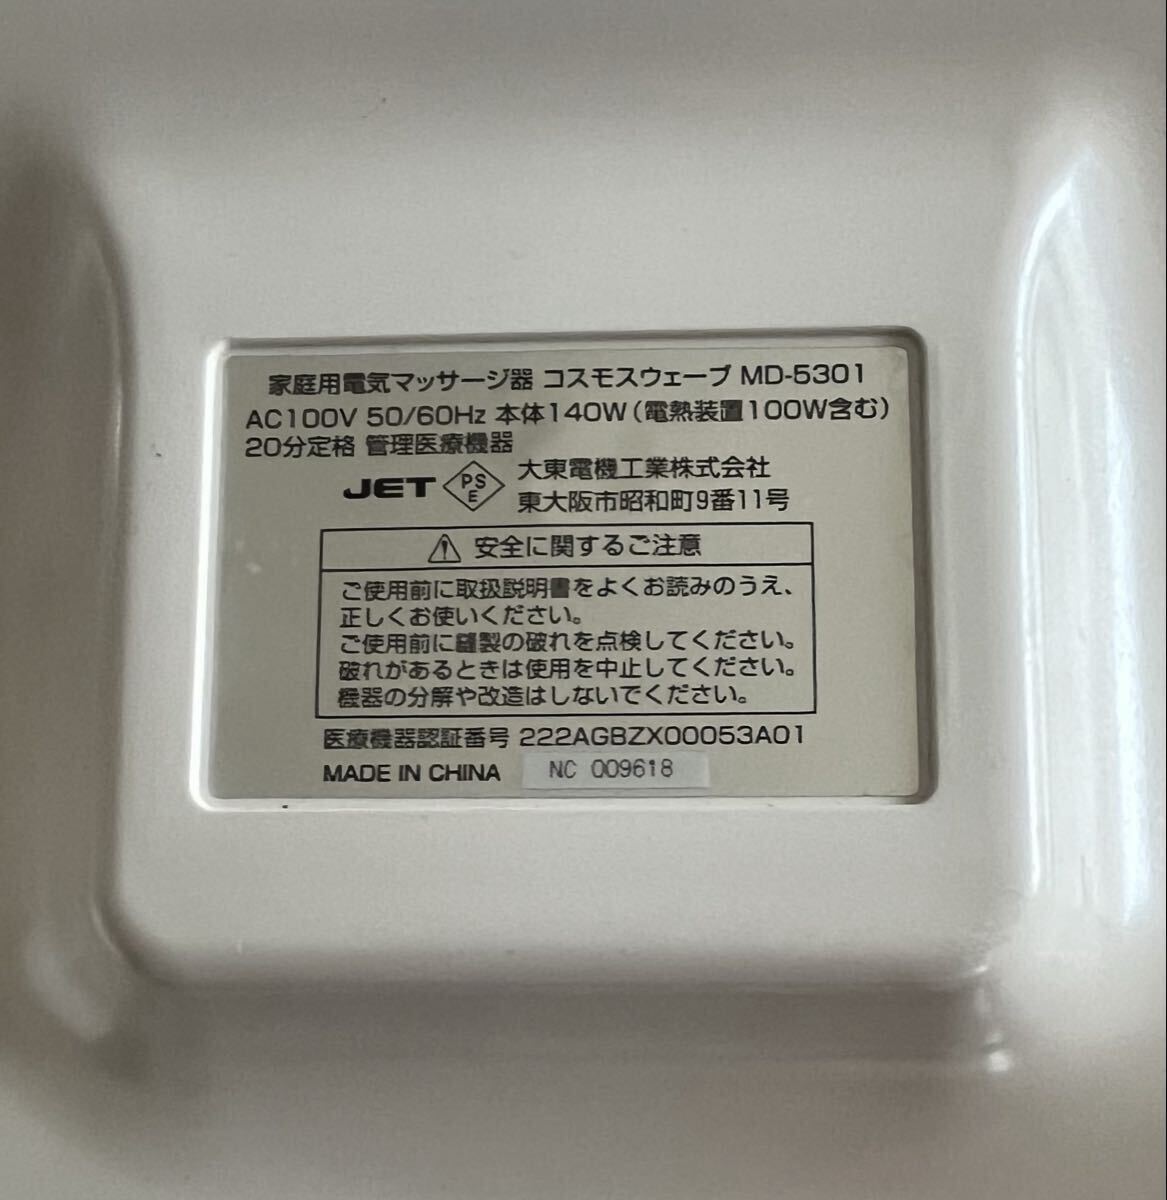 家庭用電気マッサージ器 コスモスウェーブ MD-5301
AC100V 50/60Hz 本体140W(電熱装置100W含む)
20分定格 管理医療機器
JET PSE 大東電機工業株式会社
東大阪市昭和町9番11号
安全に関するご注意
ご使用前に取扱説明書をよくお読みのうえ、
正しくお使いください。
ご使用前に縫製の破れを点検してください。
破れがあるときは使用を中止してください。
機器の分解や改造はしないでください。
医療機器認証番号 222AGBZX00053A01
MADE IN CHINA NC 009618